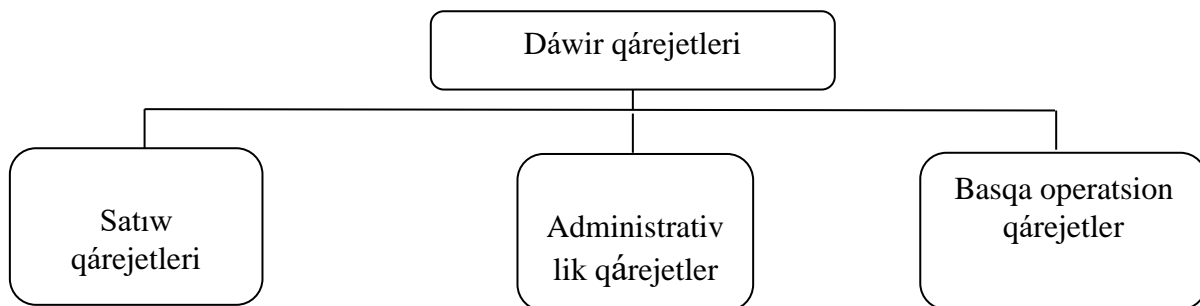 Dáwir qárejetleri
Satıw
qárejetleri
Administrativ
lik qárejetler
Basqa operatsion
qárejetler